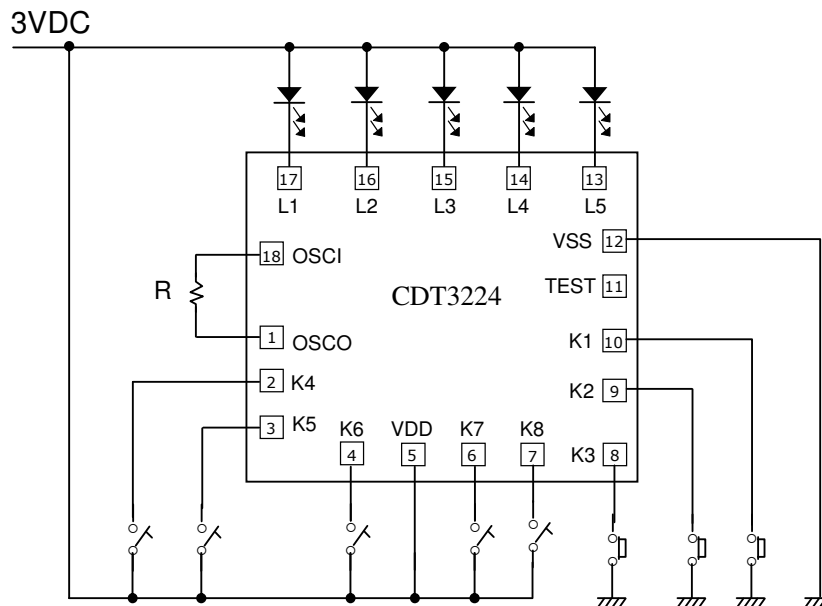 3VDC
17 16 15 14 13
L1 L2 L3 L4 L5
VSS 12
18 OSCI
TEST 11
R
CDT3224
1 OSCO
K1 10
2 K4
K2 9
3 K5
K6 VDD K7 K8
K3 8
4 5 6 7